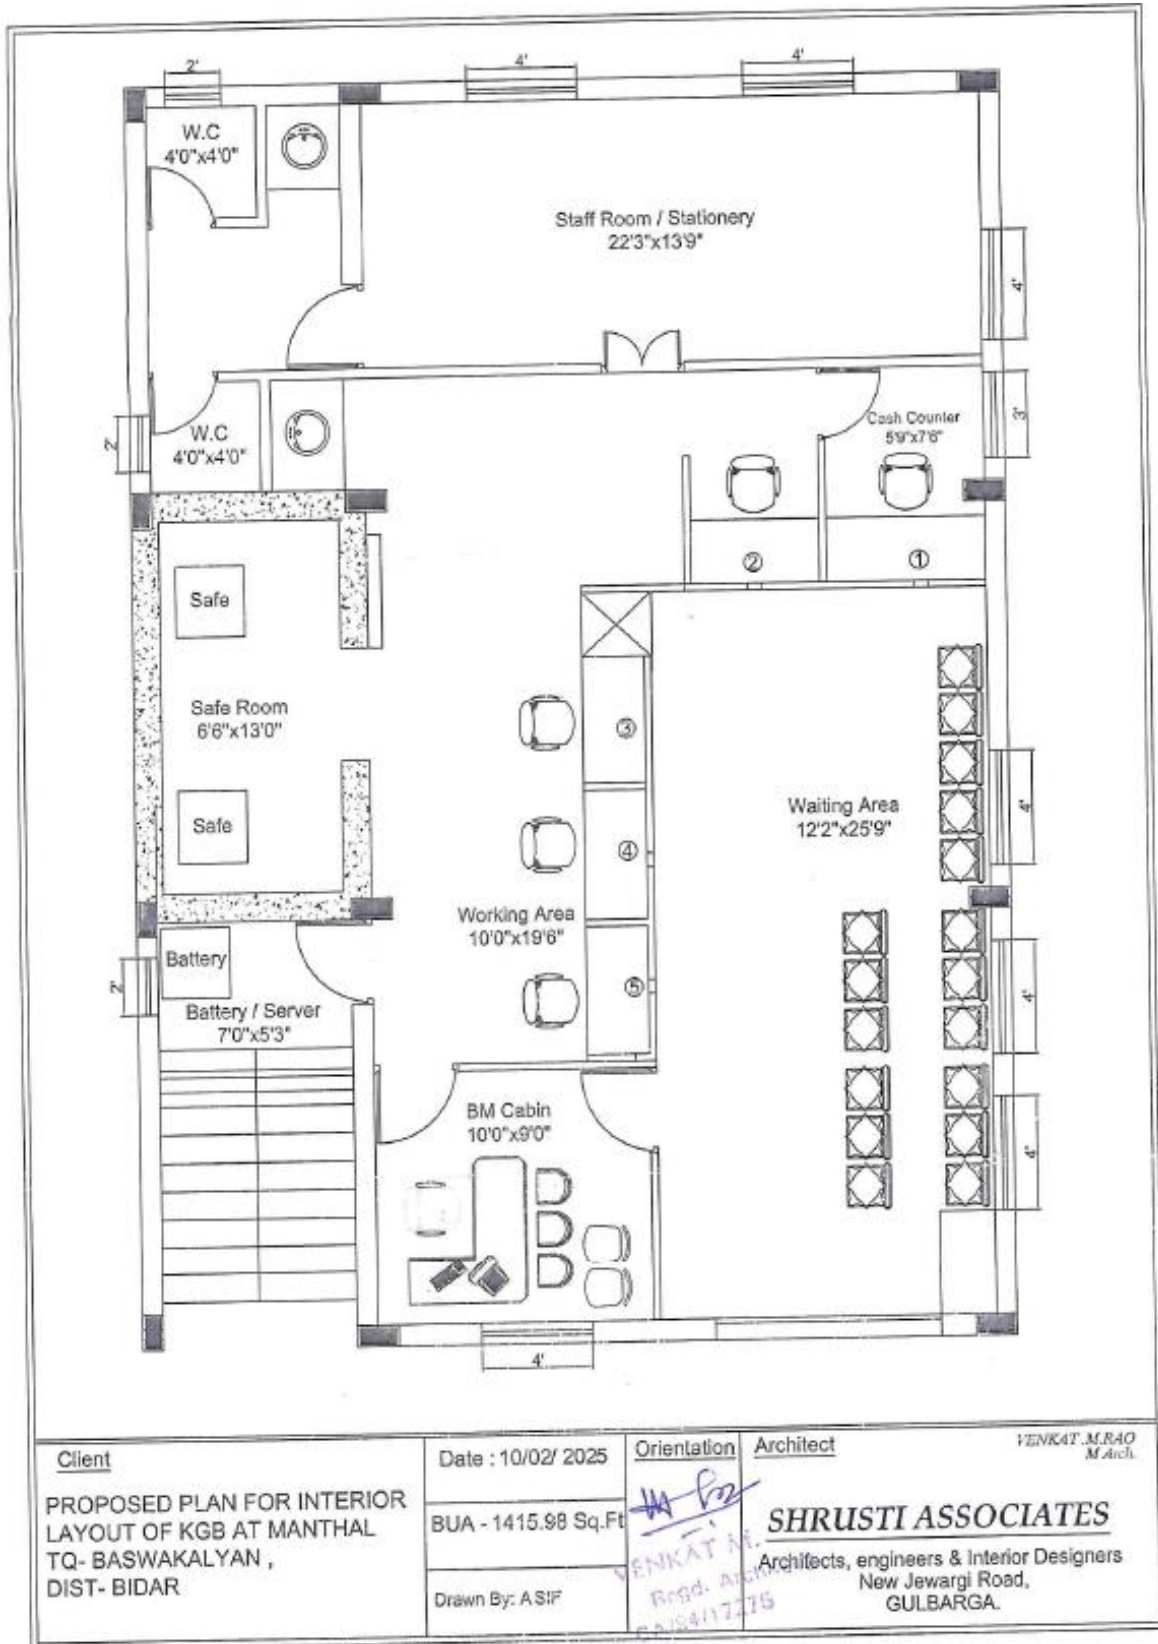 2'
4'
4'
W.C
4'0"x4'0"
Staff Room / Stationery
22'3"x13'9"
4'
W.C
4'0"x4'0"
2'
Cash Counter
5'9"x7'6"
3'
②
①
Safe
Safe Room
6'6"x13'0"
Safe
③
④
⑤
Waiting Area
12'2"x25'9"
4'
Working Area
10'0"x19'6"
Battery
2'
Battery / Server
7'0"x5'3"
4'
BM Cabin
10'0"x9'0"
4'
4'
Client
PROPOSED PLAN FOR INTERIOR
LAYOUT OF KGB AT MANTHAL
TQ- BASWAKALYAN ,
DIST- BIDAR
Date : 10/02/ 2025
BUA - 1415.98 Sq.Ft
Drawn By: ASIF
Orientation
VENKAT M.
Regd. Architect
Architect
VENKAT .M.RAO
M Arch.
SHRUSTI ASSOCIATES
Architects, engineers & Interior Designers
New Jewargi Road,
GULBARGA.